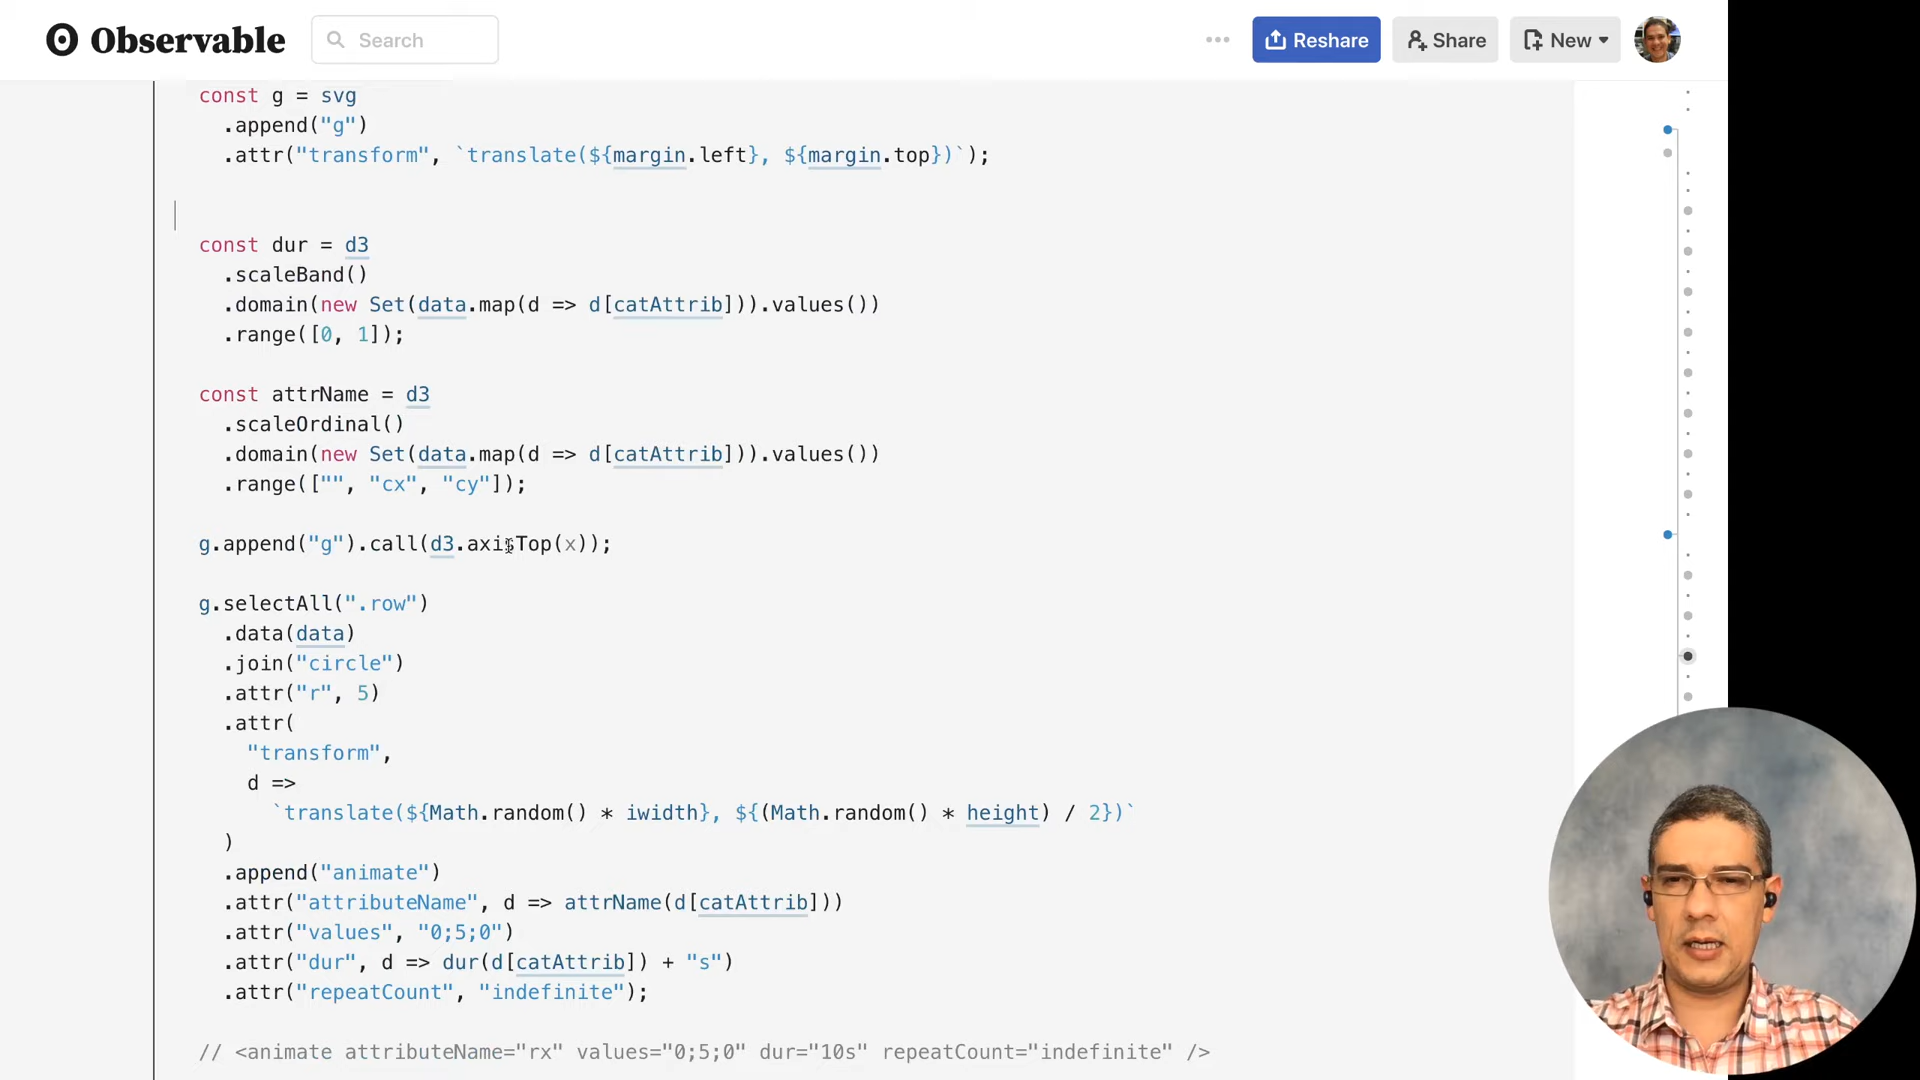 Observable
Search
Reshare
Share
New
const g = svg
.append("g")
.attr("transform", `translate(${margin.left}, ${margin.top})`);
const dur = d3
.scaleBand()
.domain(new Set(data.map(d => d[catAttrib])).values())
.range([0, 1]);
const attrName = d3
.scaleOrdinal()
.domain(new Set(data.map(d => d[catAttrib])).values())
.range(["", "cx", "cy"]);
g.append("g").call(d3.axisTop(x));
g.selectAll(".row")
.data(data)
.join("circle")
.attr("r", 5)
.attr(
"transform",
d =>
`translate(${Math.random() * iwidth}, ${(Math.random() * height) / 2})`
)
.append("animate")
.attr("attributeName", d => attrName(d[catAttrib]))
.attr("values", "0;5;0")
.attr("dur", d => dur(d[catAttrib]) + "s")
.attr("repeatCount", "indefinite");
// <animate attributeName="rx" values="0;5;0" dur="10s" repeatCount="indefinite" />